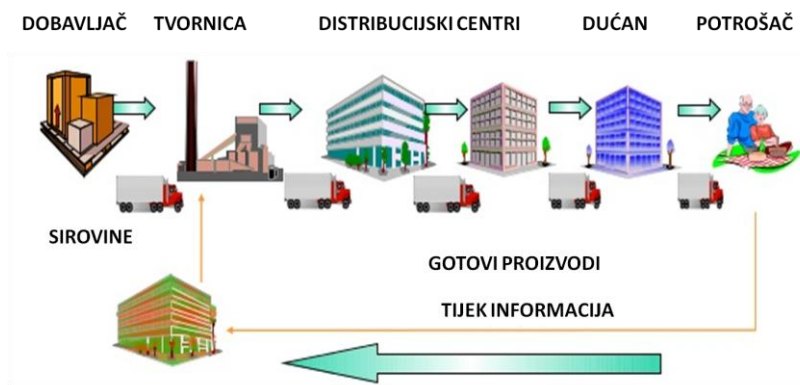 DOBAVLJAČ TVORNICA DISTRIBUCIJSKI CENTRI DUĆAN POTROŠAČ
SIROVINE
GOTOVI PROIZVODI
TIJEK INFORMACIJA